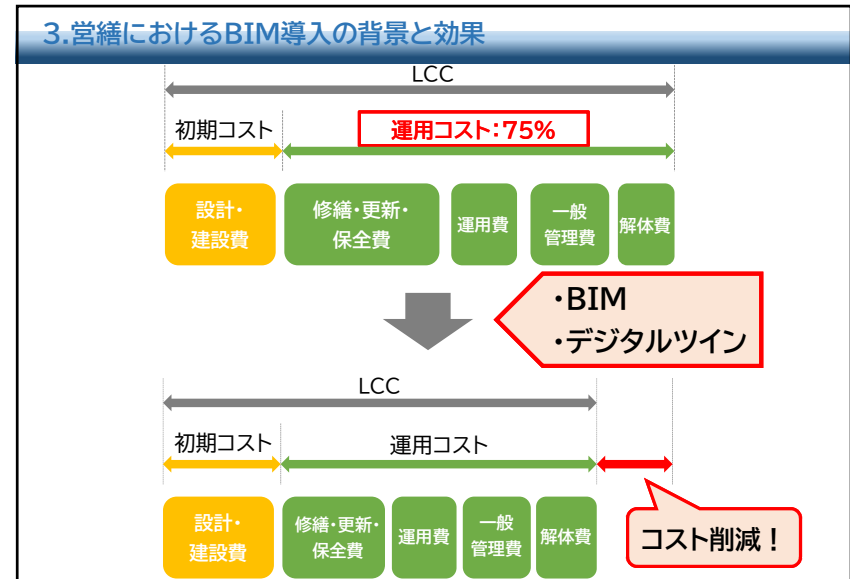 3.営繕におけるBIM導入の背景と効果
LCC
初期コスト
運用コスト:75%
設計・
建設費
修繕・更新・
保全費
運用費
一般
管理費
解体費
・BIM
・デジタルツイン
LCC
初期コスト
運用コスト
設計・
建設費
修繕・更新・
保全費
運用費
一般
管理費
解体費
コスト削減!